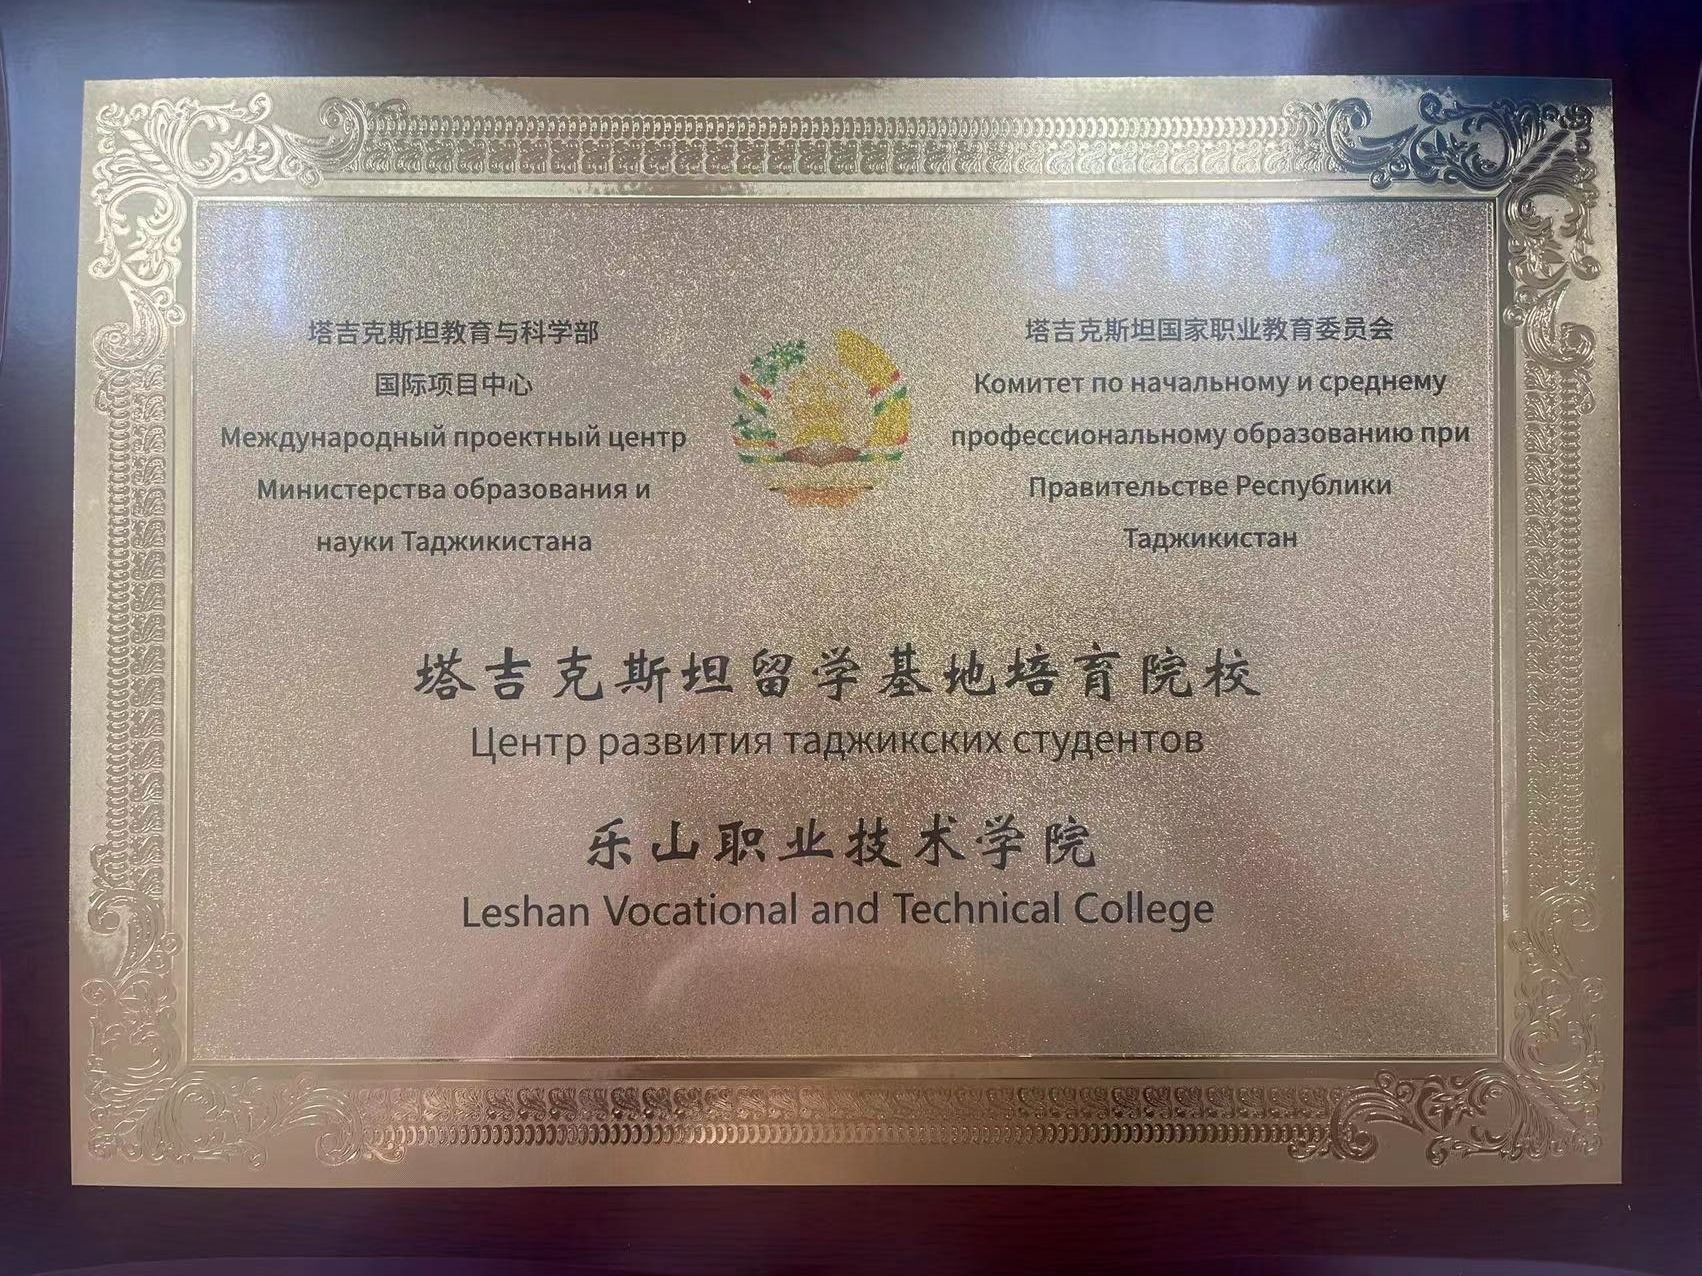 塔吉克斯坦教育与科学部
国际项目中心
Международный проектный центр
Министерства образования и
науки Таджикистана
塔吉克斯坦国家职业教育委员会
Комитет по начальному и среднему
профессиональному образованию при
Правительстве Республики
Таджикистан
塔吉克斯坦留学基地培育院校
Центр развития таджикских студентов
乐山职业技术学院
Leshan Vocational and Technical College